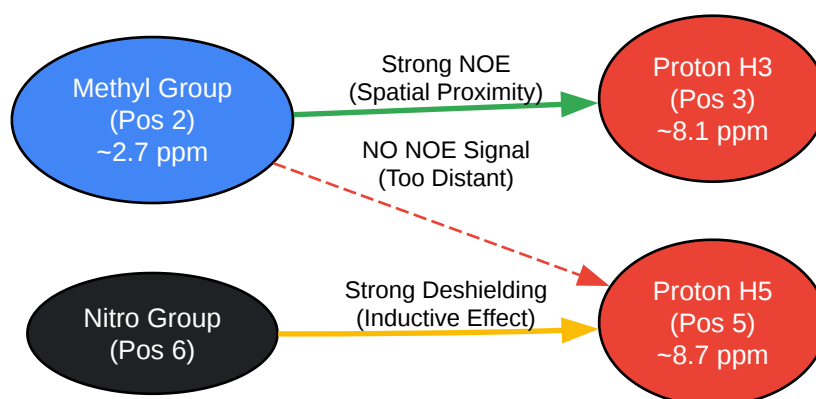 Methyl Group
(Pos 2)
~2.7 ppm
Strong NOE
(Spatial Proximity)
Proton H3
(Pos 3)
~8.1 ppm
NO NOE Signal
(Too Distant)
Nitro Group
(Pos 6)
Strong Deshielding
(Inductive Effect)
Proton H5
(Pos 5)
~8.7 ppm